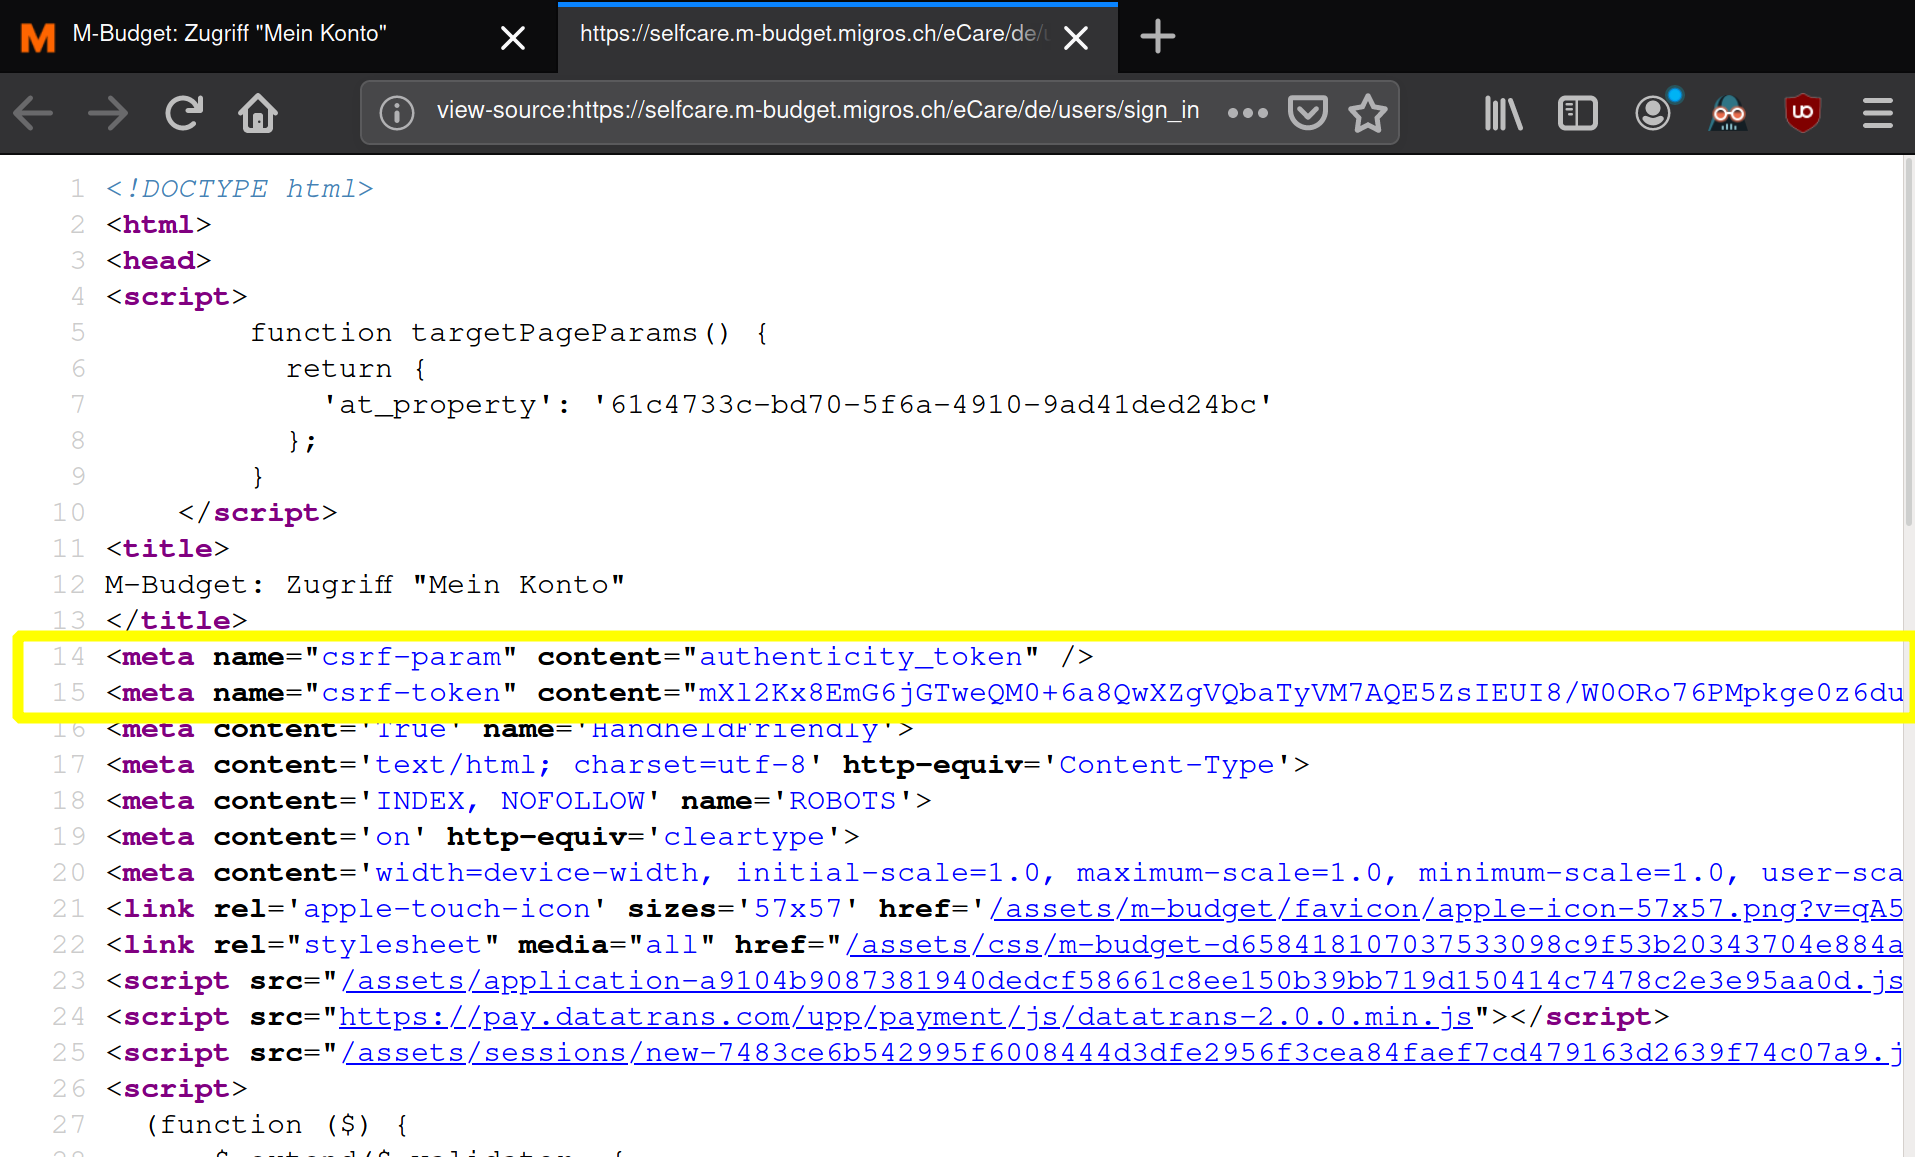 M-Budget: Zugriff "Mein Konto"
https://selfcare.m-budget.migros.ch/eCare/de/u
view-source:https://selfcare.m-budget.migros.ch/eCare/de/users/sign_in
1 <!DOCTYPE html>
2 <html>
3 <head>
4 <script>
5 function targetPageParams() {
6 return {
7 'at_property': '61c4733c-bd70-5f6a-4910-9ad41ded24bc'
8 };
9 }
10 </script>
11 <title>
12 M-Budget: Zugriff "Mein Konto"
13 </title>
14 <meta name="csrf-param" content="authenticity_token" />
15 <meta name="csrf-token" content="mXl2Kx8EmG6jGTweQM0+6a8QwXZgVQbaTyVM7AQE5ZsIEUI8/W0ORo76PMpkge0z6du
16 <meta content='True' name='HandheldFriendly'>
17 <meta content='text/html; charset=utf-8' http-equiv='Content-Type'>
18 <meta content='INDEX, NOFOLLOW' name='ROBOTS'>
19 <meta content='on' http-equiv='cleartype'>
20 <meta content='width=device-width, initial-scale=1.0, maximum-scale=1.0, minimum-scale=1.0, user-sca
21 <link rel='apple-touch-icon' sizes='57x57' href='/assets/m-budget/favicon/apple-icon-57x57.png?v=qA5
22 <link rel="stylesheet" media="all" href="/assets/css/m-budget-d658418107037533098c9f53b20343704e884a
23 <script src="/assets/application-a9104b9087381940dedcf58661c8ee150b39bb719d150414c7478c2e3e95aa0d.js
24 <script src="https://pay.datatrans.com/upp/payment/js/datatrans-2.0.0.min.js"></script>
25 <script src="/assets/sessions/new-7483ce6b542995f6008444d3dfe2956f3cea84faef7cd479163d2639f74c07a9.j
26 <script>
27 (function ($) {